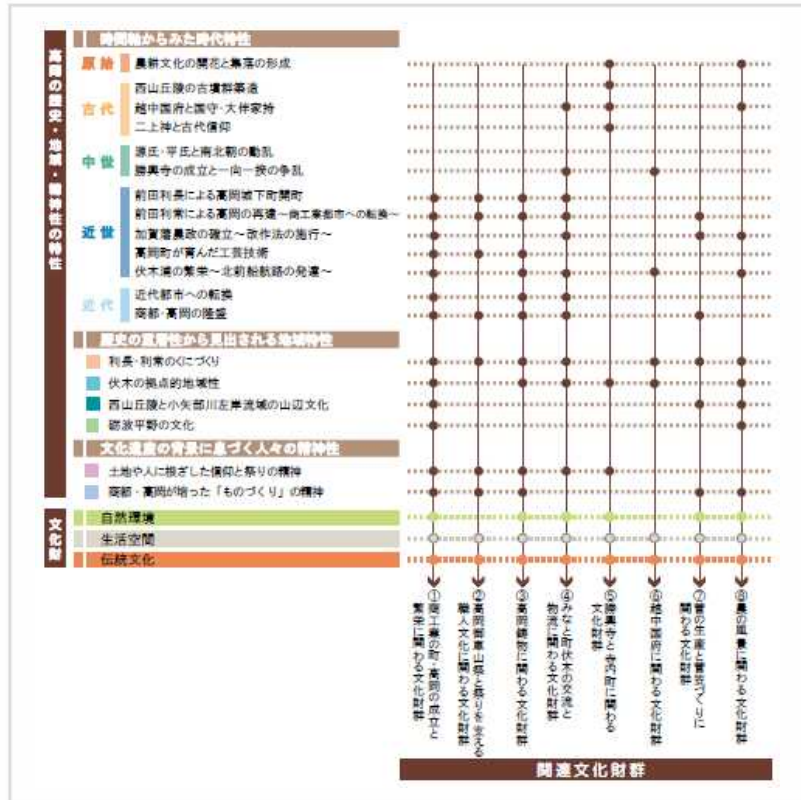 高岡の歴史・地域・精神性の特性
時間軸からみた時代特性
原始 農耕文化の開花と集落の形成
古代 西山丘陵の古墳群築造
越中国府と国守・大伴家持
二上神と古代信仰
中世 源氏・平氏と南北朝の動乱
勝興寺の成立と一向一揆の争乱
近世 前田利長による高岡城下町開町
前田利常による高岡の再建~商工業都市への転換~
加賀藩農政の確立~改作法の施行~
高岡町が育んだ工芸技術
伏木浦の繁栄~北前船航路の発達~
近代 近代都市への転換
商都・高岡の隆盛
歴史の重層性から見出される地域特性
利長・利常のくにづくり
伏木の拠点的地域性
西山丘陵と小矢部川左岸流域の山辺文化
砺波平野の文化
文化遺産の背景に息づく人々の精神性
土地や人に根ざした信仰と祭りの精神
商都・高岡が培った「ものづくり」の精神
文化財
自然環境
生活空間
伝統文化
①商工業の町・高岡の成立と
繁栄に関わる文化財群
②高岡御車山祭と祭りを支える
職人文化に関わる文化財群
③高岡鋳物に関わる文化財群
④みなと町伏木の交流と
物流に関わる文化財群
⑤勝興寺と寺内町に関わる
文化財群
⑥越中国府に関わる文化財群
⑦菅の生産と菅笠づくりに
関わる文化財群
⑧農の風景に関わる文化財群
関連文化財群